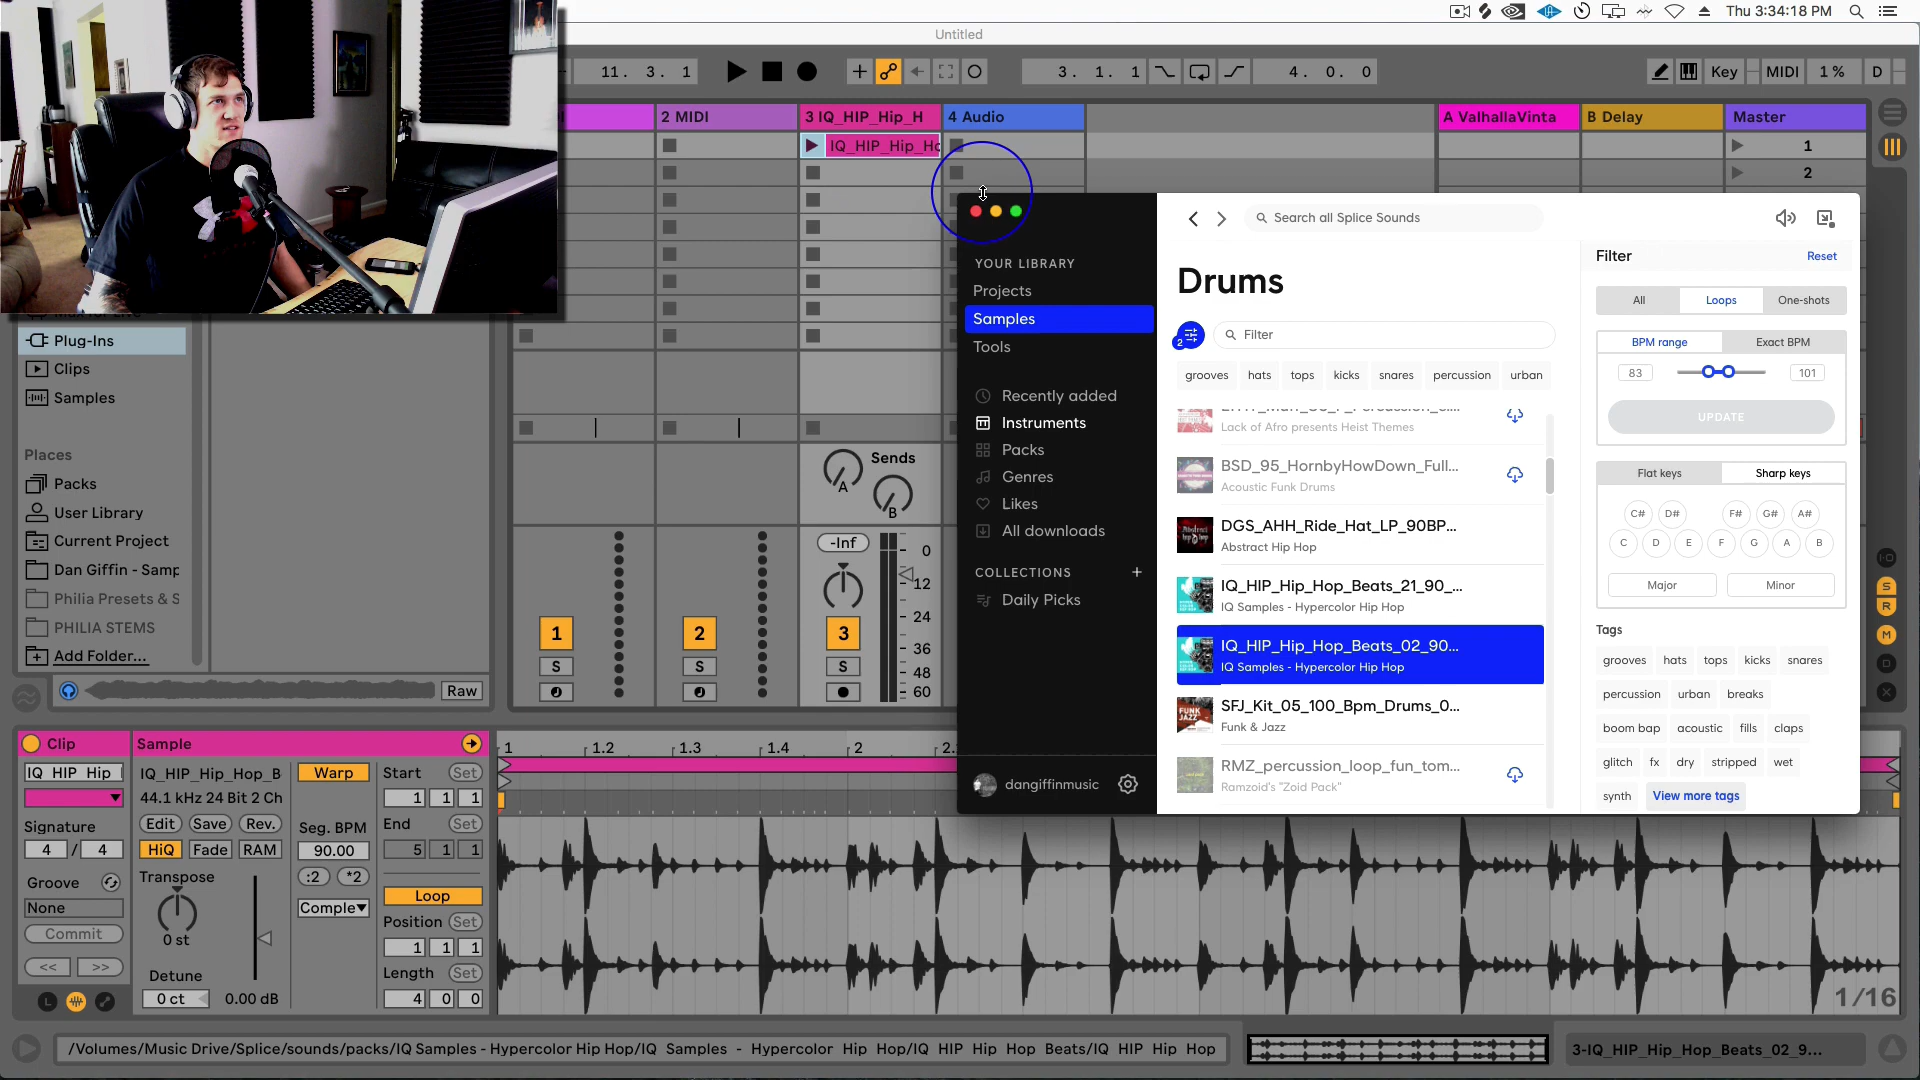 Thu 3:34:18 PM
Untitled
11. 3. 1
3. 1. 1
4. 0. 0
Key
MIDI
1 %
D
2 MIDI
3 IQ_HIP_Hip_H
4 Audio
A ValhallaVinta
B Delay
Master
IQ_HIP_Hip_Ho
1
2
Plug-Ins
Clips
Samples
Places
Packs
User Library
Current Project
Dan Giffin - Samp
Philia Presets & S
PHILIA STEMS
Add Folder...
Raw
Sends
A
B
-Inf
0
12
24
36
48
60
1
2
3
S
S
S
YOUR LIBRARY
Projects
Samples
Tools
Recently added
Instruments
Packs
Genres
Likes
All downloads
COLLECTIONS +
Daily Picks
dangiffinmusic
Search all Splice Sounds
Drums
2
Filter
grooves
hats
tops
kicks
snares
percussion
urban
Lack of Afro presents Heist Themes
BSD_95_HornbyHowDown_Full...
Acoustic Funk Drums
DGS_AHH_Ride_Hat_LP_90BP...
Abstract Hip Hop
IQ_HIP_Hip_Hop_Beats_21_90_...
IQ Samples - Hypercolor Hip Hop
IQ_HIP_Hip_Hop_Beats_02_90...
IQ Samples - Hypercolor Hip Hop
SFJ_Kit_05_100_Bpm_Drums_0...
Funk & Jazz
RMZ_percussion_loop_fun_tom...
Ramzoid's "Zoid Pack"
Filter
Reset
All
Loops
One-shots
BPM range
Exact BPM
83
101
UPDATE
Flat keys
Sharp keys
C# D# F# G# A#
C D E F G A B
Major
Minor
Tags
grooves hats tops kicks snares
percussion urban breaks
boom bap acoustic fills claps
glitch fx dry stripped wet
synth View more tags
I-O
S
R
M
D
X
Clip
IQ HIP Hip
Signature
4 / 4
Groove
None
Commit
<< >>
L
Sample
IQ_HIP_Hip_Hop_B
44.1 kHz 24 Bit 2 Ch
Edit Save Rev.
HiQ Fade RAM
Transpose
0 st
Detune
0 ct 0.00 dB
Warp
Seg. BPM
90.00
:2 *2
Comple
Start Set
1 1 1
End Set
5 1 1
Loop
Position Set
1 1 1
Length Set
4 0 0
1 1.2 1.3 1.4 2 2.
1/16
/Volumes/Music Drive/Splice/sounds/packs/IQ Samples - Hypercolor Hip Hop/IQ Samples - Hypercolor Hip Hop/IQ HIP Hip Hop Beats/IQ HIP Hip Hop
3-IQ_HIP_Hip_Hop_Beats_02_9...